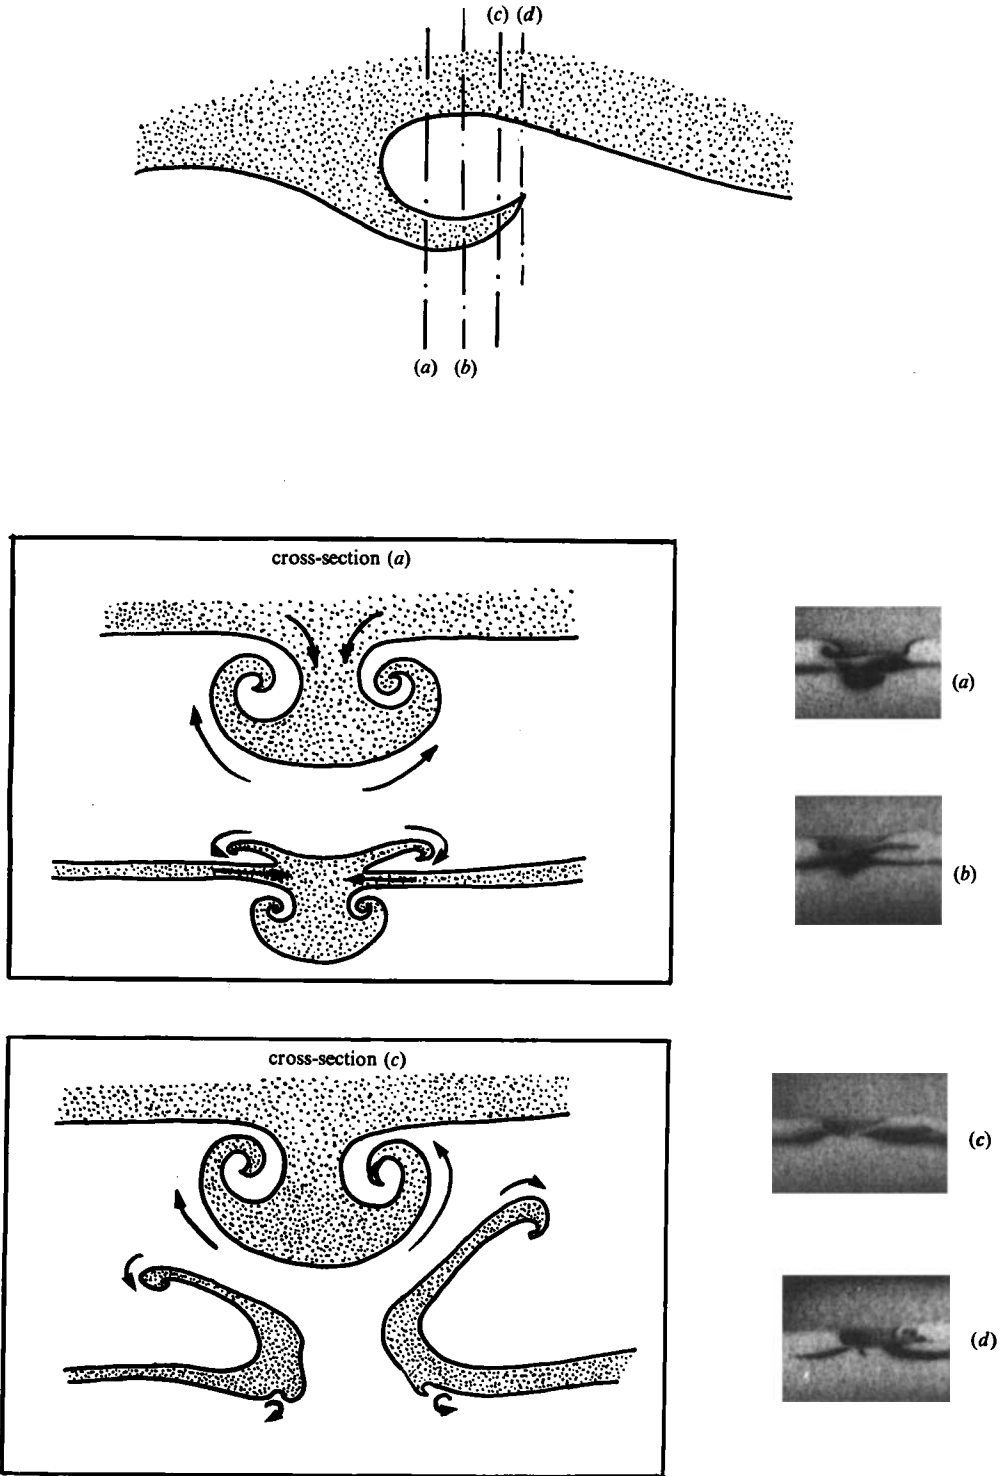 (c) (d)
(a) (b)
cross-section (a)
(a)
(b)
cross-section (c)
(c)
(d)